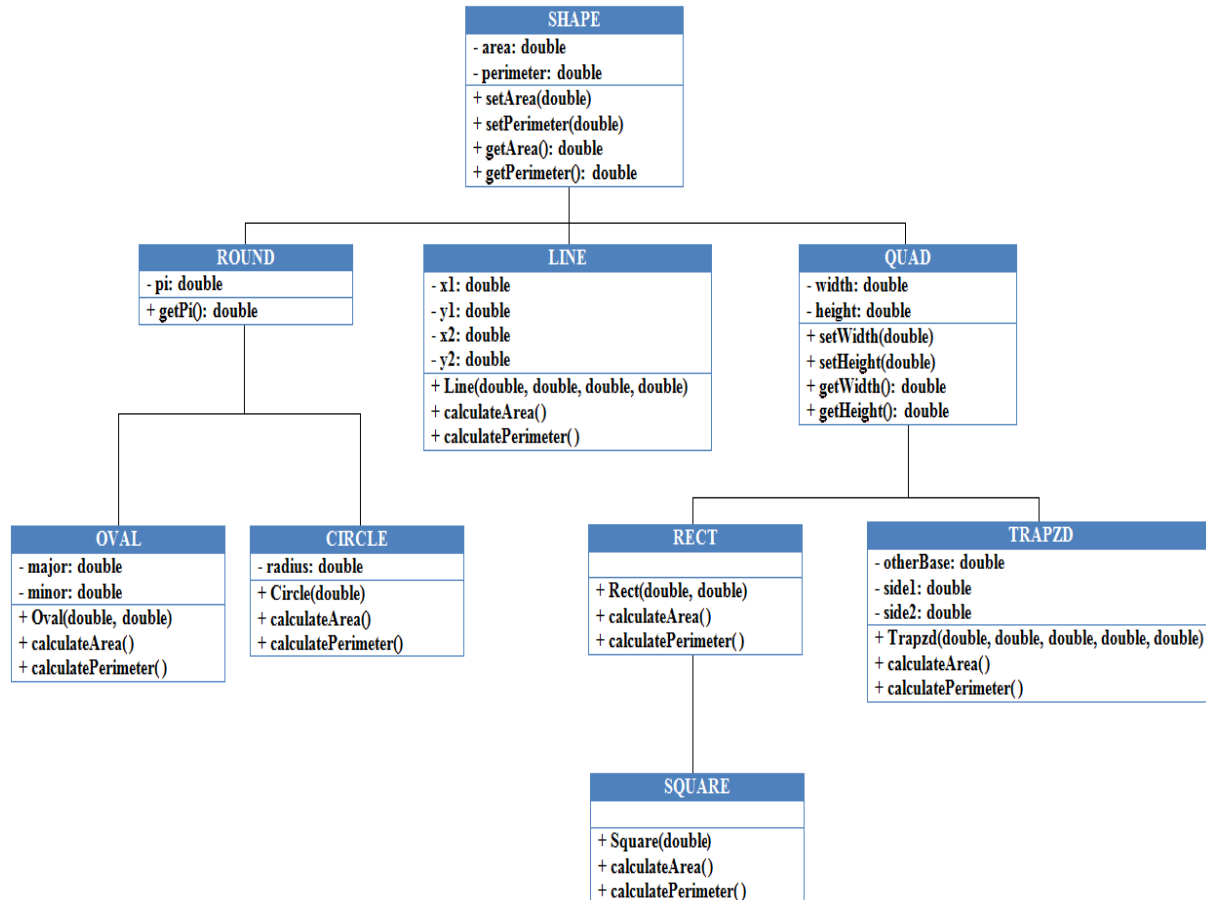 SHAPE
- area: double
- perimeter: double
+ setArea(double)
+ setPerimeter(double)
+ getArea(): double
+ getPerimeter(): double
ROUND
- pi: double
+ getPi(): double
LINE
- x1: double
- y1: double
- x2: double
- y2: double
+ Line(double, double, double, double)
+ calculateArea()
+ calculatePerimeter()
QUAD
- width: double
- height: double
+ setWidth(double)
+ setHeight(double)
+ getWidth(): double
+ getHeight(): double
OVAL
- major: double
- minor: double
+ Oval(double, double)
+ calculateArea()
+ calculatePerimeter()
CIRCLE
- radius: double
+ Circle(double)
+ calculateArea()
+ calculatePerimeter()
RECT
+ Rect(double, double)
+ calculateArea()
+ calculatePerimeter()
TRAPZD
- otherBase: double
- side1: double
- side2: double
+ Trapzd(double, double, double, double, double)
+ calculateArea()
+ calculatePerimeter()
SQUARE
+ Square(double)
+ calculateArea()
+ calculatePerimeter()